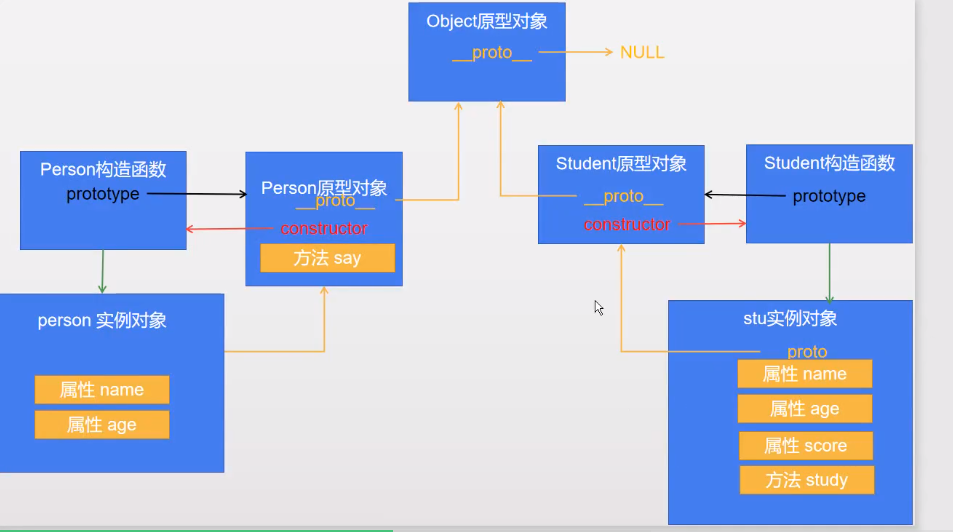 Object原型对象
__proto__
NULL
Person构造函数
prototype
Person原型对象
__proto__
constructor
方法 say
Student原型对象
__proto__
constructor
Student构造函数
prototype
person 实例对象
属性 name
属性 age
stu实例对象
proto
属性 name
属性 age
属性 score
方法 study